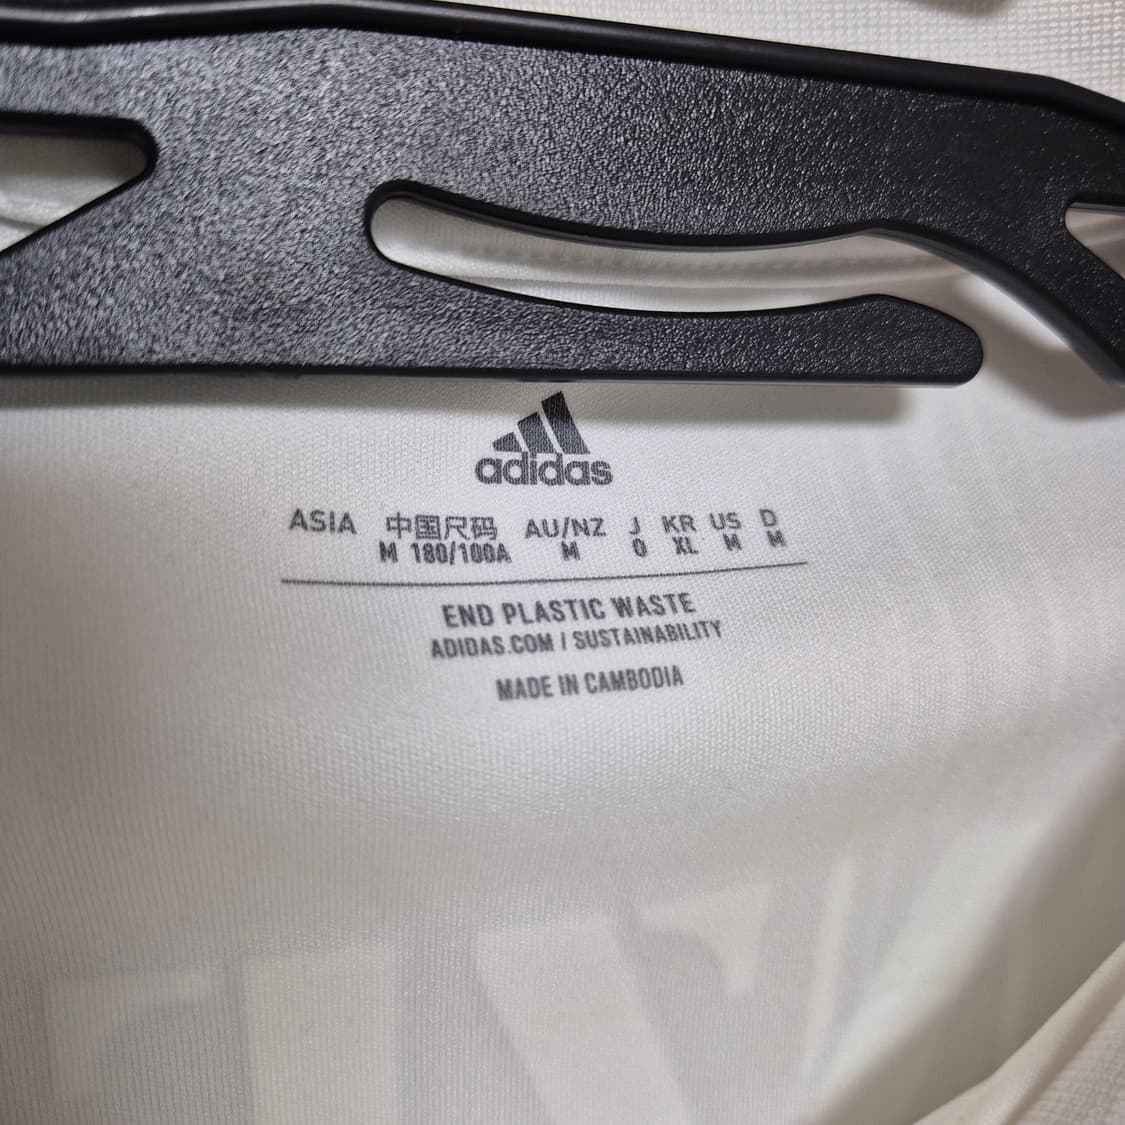 adidas
ASIA 中国尺码 AU/NZ J KR US D
M 180/100A M O XL M M
END PLASTIC WASTE
ADIDAS.COM / SUSTAINABILITY
MADE IN CAMBODIA